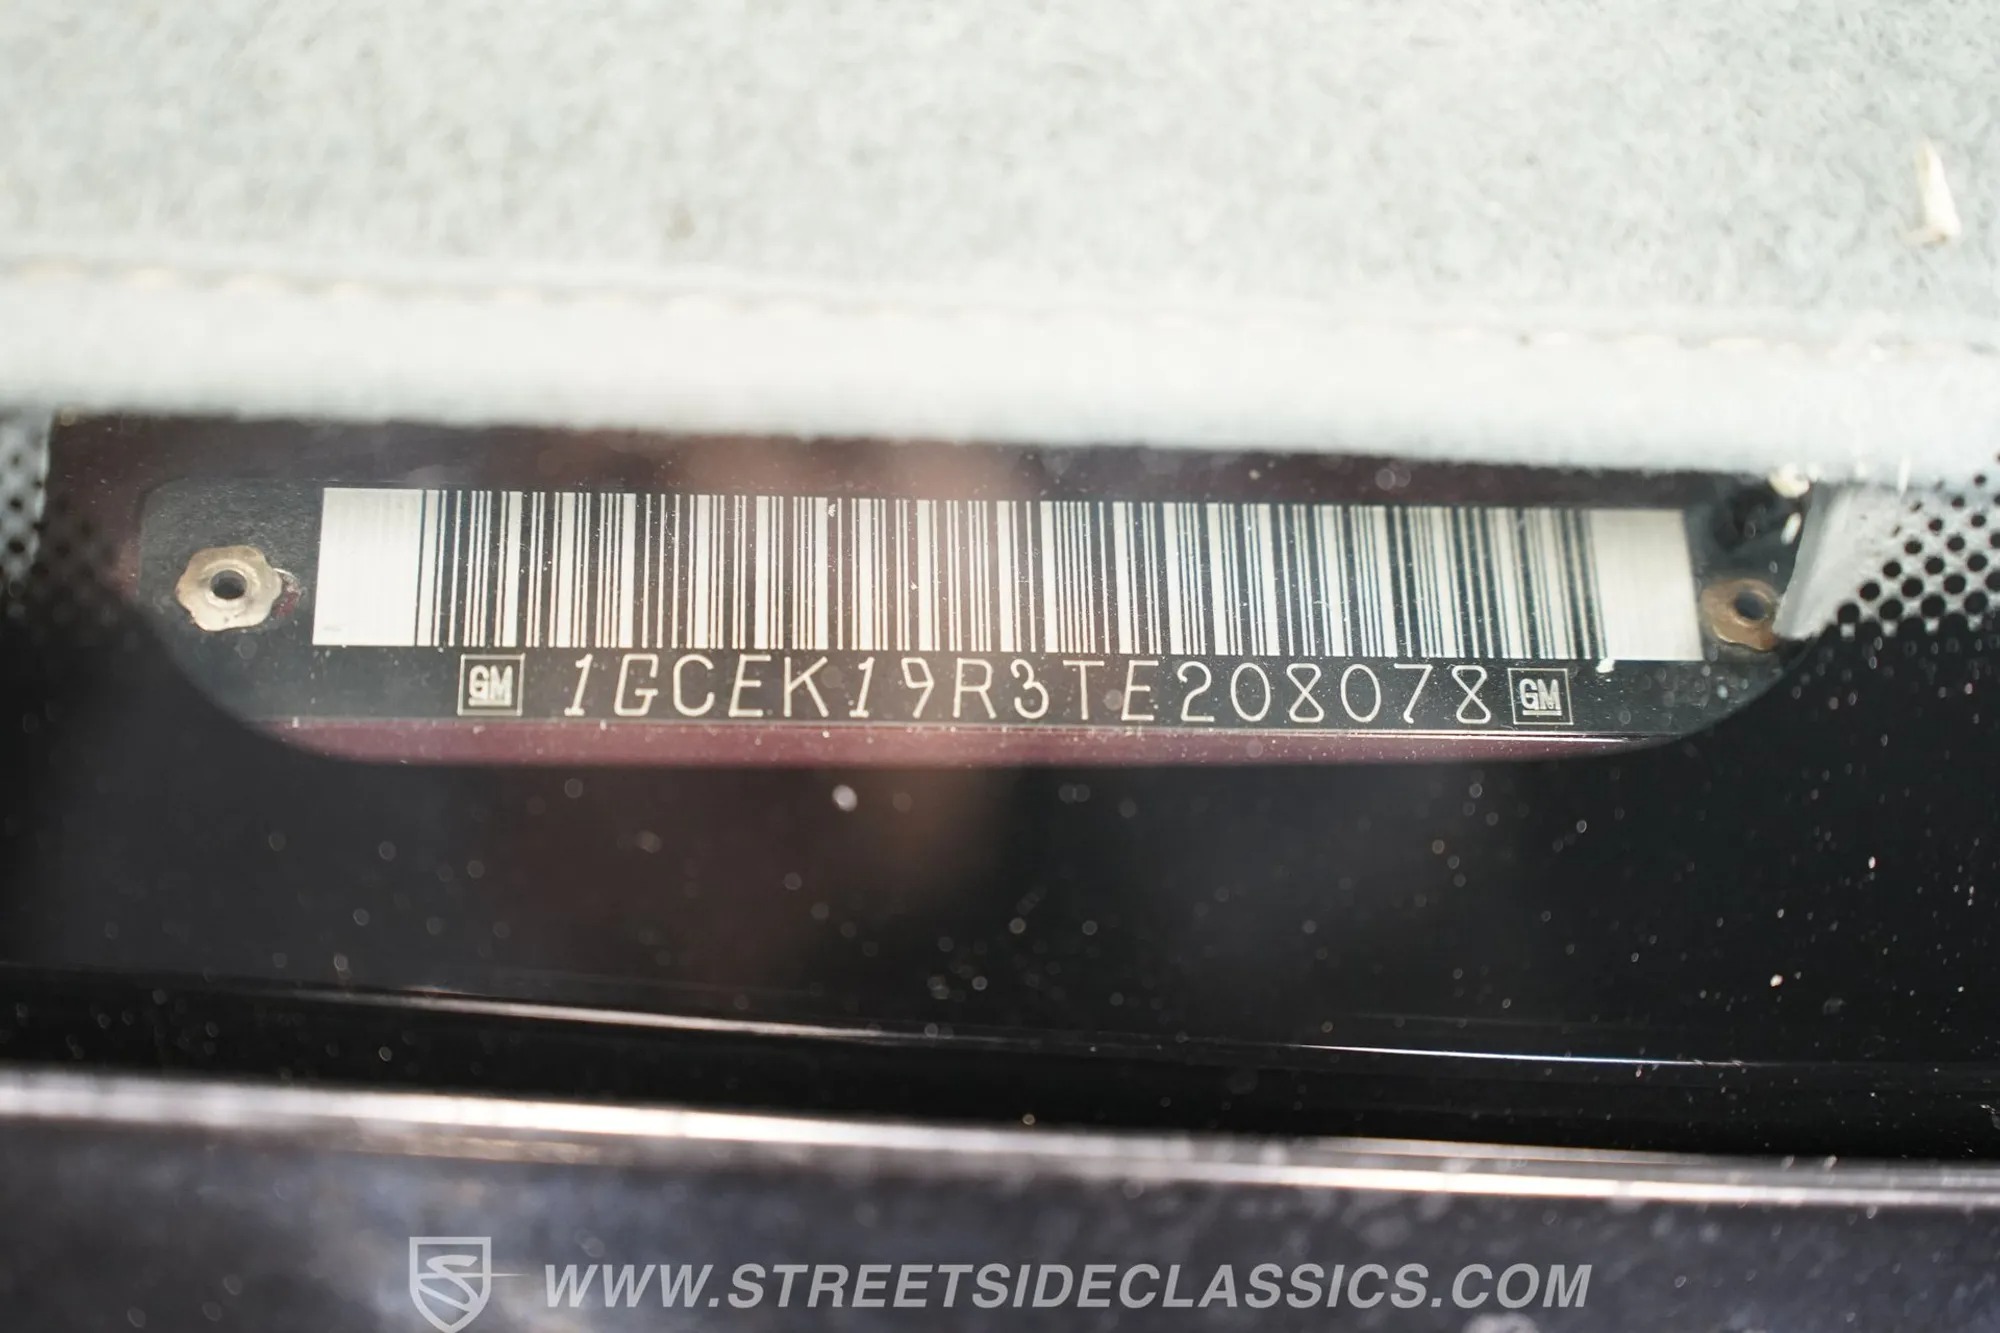 GM 1GCEK19R3TE208078 GM
WWW.STREETSIDECLASSICS.COM